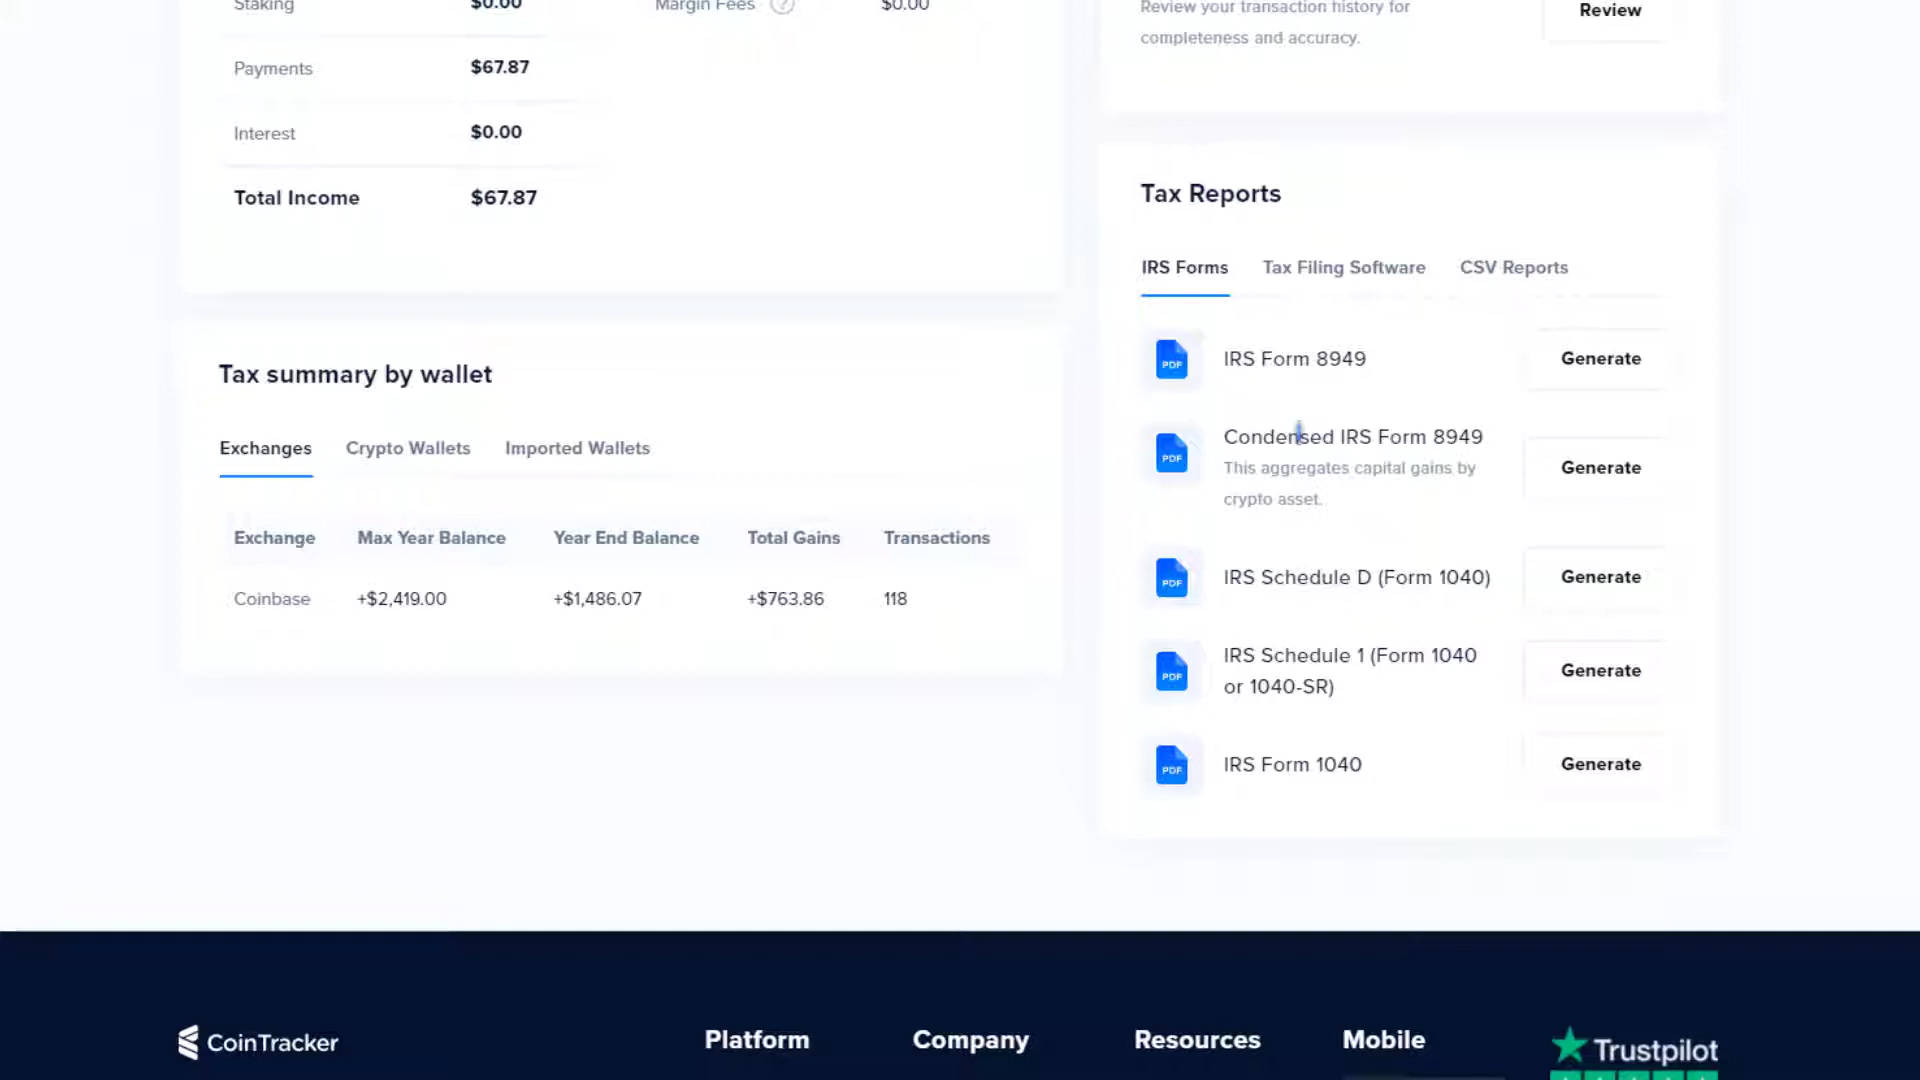 Staking $0.00 Margin Fees ? $0.00
Payments $67.87
Interest $0.00
Total Income $67.87
Tax summary by wallet
Exchanges Crypto Wallets Imported Wallets
Exchange Max Year Balance Year End Balance Total Gains Transactions
Coinbase +$2,419.00 +$1,486.07 +$763.86 118
Review your transaction history for
completeness and accuracy.
Review
Tax Reports
IRS Forms Tax Filing Software CSV Reports
PDF IRS Form 8949 Generate
Condensed IRS Form 8949
PDF This aggregates capital gains by Generate
crypto asset.
PDF IRS Schedule D (Form 1040) Generate
IRS Schedule 1 (Form 1040
PDF or 1040-SR) Generate
PDF IRS Form 1040 Generate
CoinTracker Platform Company Resources Mobile Trustpilot